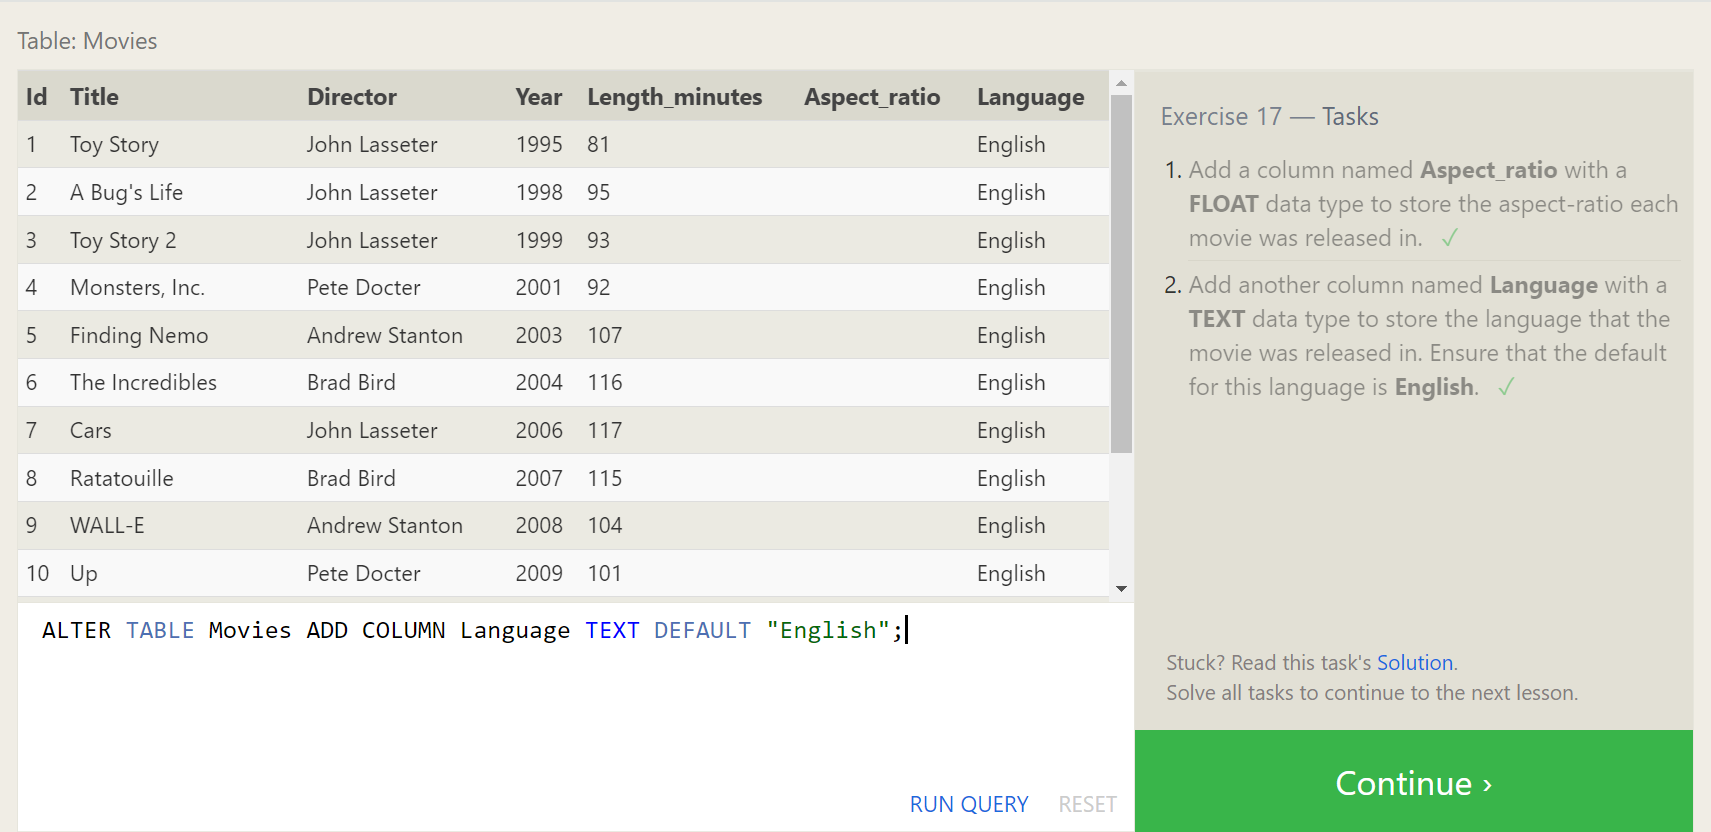 Table: Movies
Id Title Director Year Length_minutes Aspect_ratio Language
1 Toy Story John Lasseter 1995 81 English
2 A Bug's Life John Lasseter 1998 95 English
3 Toy Story 2 John Lasseter 1999 93 English
4 Monsters, Inc. Pete Docter 2001 92 English
5 Finding Nemo Andrew Stanton 2003 107 English
6 The Incredibles Brad Bird 2004 116 English
7 Cars John Lasseter 2006 117 English
8 Ratatouille Brad Bird 2007 115 English
9 WALL-E Andrew Stanton 2008 104 English
10 Up Pete Docter 2009 101 English
ALTER TABLE Movies ADD COLUMN Language TEXT DEFAULT "English";
RUN QUERY RESET
Exercise 17 — Tasks
1. Add a column named Aspect_ratio with a
FLOAT data type to store the aspect-ratio each
movie was released in. ✓
2. Add another column named Language with a
TEXT data type to store the language that the
movie was released in. Ensure that the default
for this language is English. ✓
Stuck? Read this task's Solution.
Solve all tasks to continue to the next lesson.
Continue ›